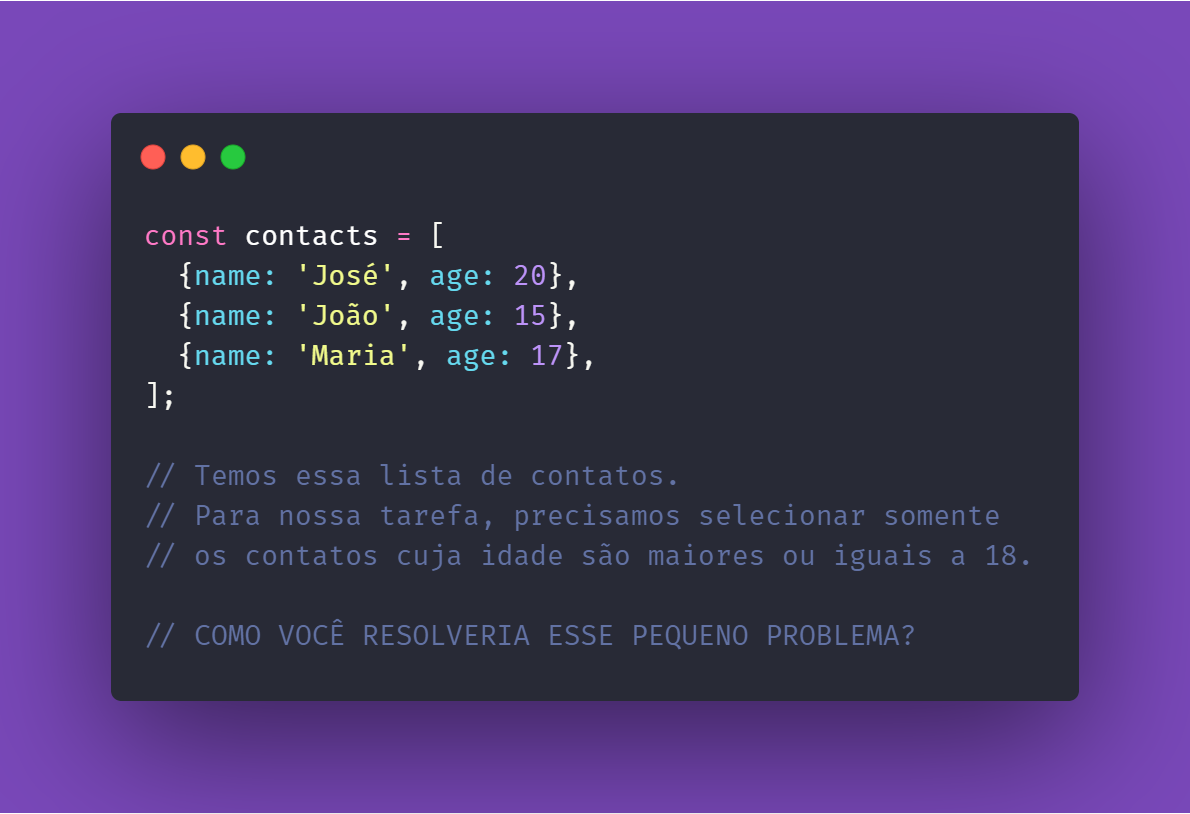 const contacts = [
  {name: 'José', age: 20},
  {name: 'João', age: 15},
  {name: 'Maria', age: 17},
];
// Temos essa lista de contatos.
// Para nossa tarefa, precisamos selecionar somente
// os contatos cuja idade são maiores ou iguais a 18.
// COMO VOCÊ RESOLVERIA ESSE PEQUENO PROBLEMA?